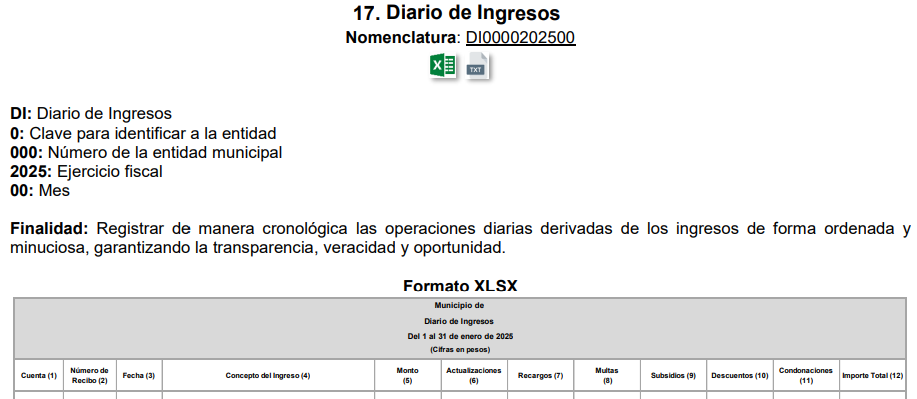 17. Diario de Ingresos
Nomenclatura: DI0000202500
TXT
DI: Diario de Ingresos
0: Clave para identificar a la entidad
000: Número de la entidad municipal
2025: Ejercicio fiscal
00: Mes
Finalidad: Registrar de manera cronológica las operaciones diarias derivadas de los ingresos de forma ordenada y
minuciosa, garantizando la transparencia, veracidad y oportunidad.
Formato XLSX
Municipio de
Diario de Ingresos
Del 1 al 31 de enero de 2025
(Cifras en pesos)
Cuenta (1) Número de Recibo (2) Fecha (3) Concepto del Ingreso (4) Monto (5) Actualizaciones (6) Recargos (7) Multas (8) Subsidios (9) Descuentos (10) Condonaciones (11) Importe Total (12)